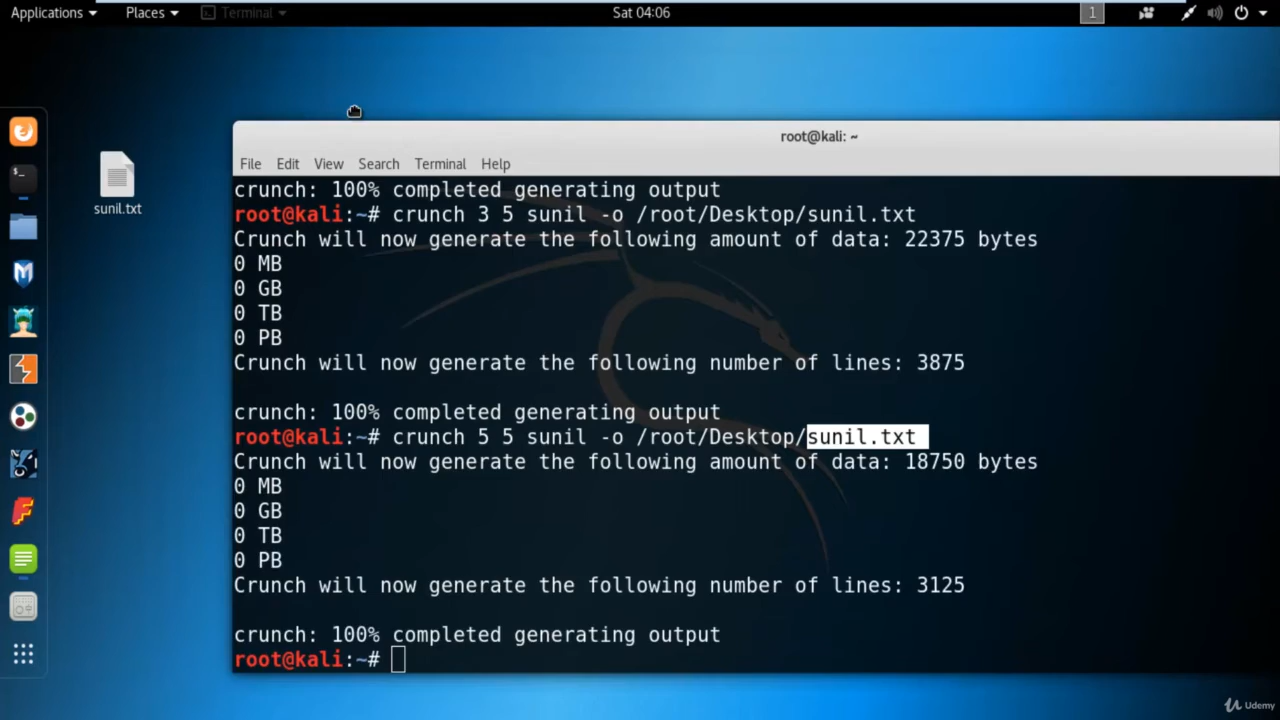 Applications Places Terminal Sat 04:06 1
sunil.txt
root@kali: ~
File Edit View Search Terminal Help
crunch: 100% completed generating output
root@kali:~# crunch 3 5 sunil -o /root/Desktop/sunil.txt
Crunch will now generate the following amount of data: 22375 bytes
0 MB
0 GB
0 TB
0 PB
Crunch will now generate the following number of lines: 3875
crunch: 100% completed generating output
root@kali:~# crunch 5 5 sunil -o /root/Desktop/sunil.txt
Crunch will now generate the following amount of data: 18750 bytes
0 MB
0 GB
0 TB
0 PB
Crunch will now generate the following number of lines: 3125
crunch: 100% completed generating output
root@kali:~#
Udemy